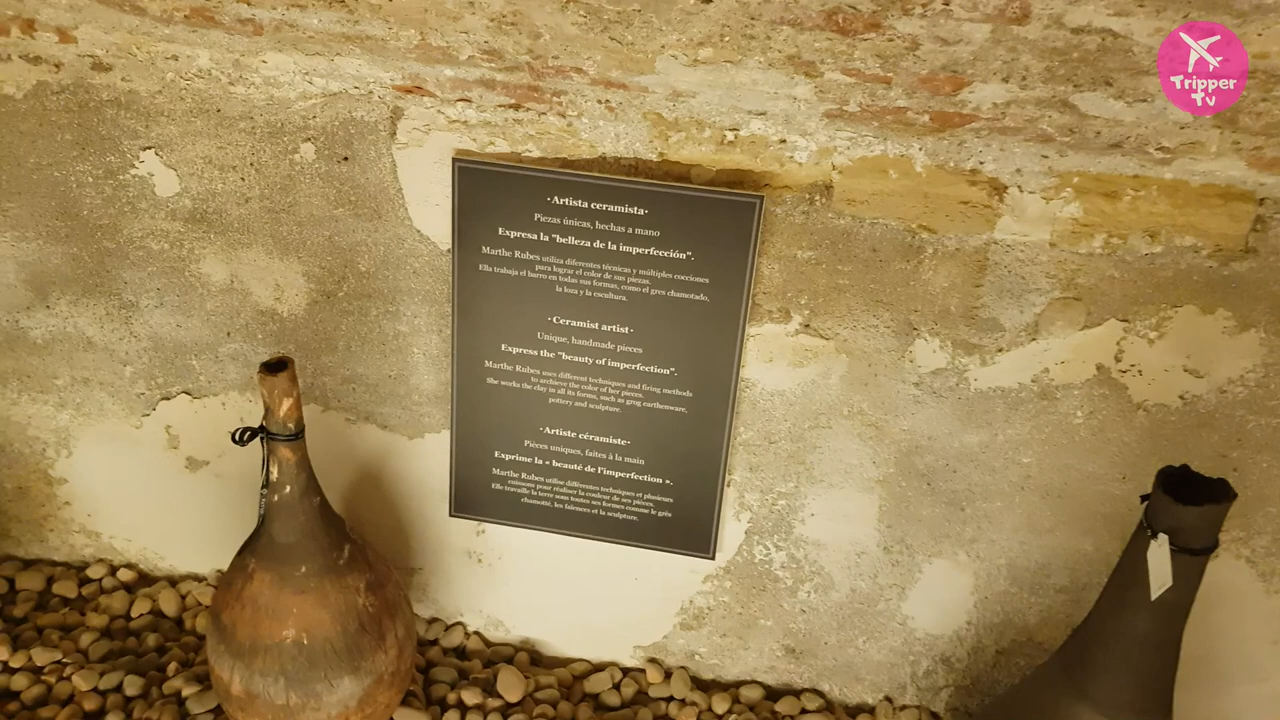 ·Artista ceramista·
Piezas únicas, hechas a mano
Expresa la "belleza de la imperfección".
Marthe Rubes utiliza diferentes técnicas y múltiples cocciones
para lograr el color de sus piezas.
Ella trabaja el barro en todas sus formas, como el gres chamotado,
la loza y la escultura.
·Ceramist artist·
Unique, handmade pieces
Express the "beauty of imperfection".
Marthe Rubes uses different techniques and firing methods
to archieve the color of her pieces.
She works the clay in all its forms, such as grog earthenware,
pottery and sculpture.
·Artiste céramiste·
Pièces uniques, faites à la main
Exprime la « beauté de l'imperfection ».
Marthe Rubes utilise différentes techniques et plusieurs
cuissons pour réaliser la couleur de ses pièces.
Elle travaille la terre sous toutes ses formes comme le grès
chamotté, les faïences et la sculpture.
Tripper
Tv